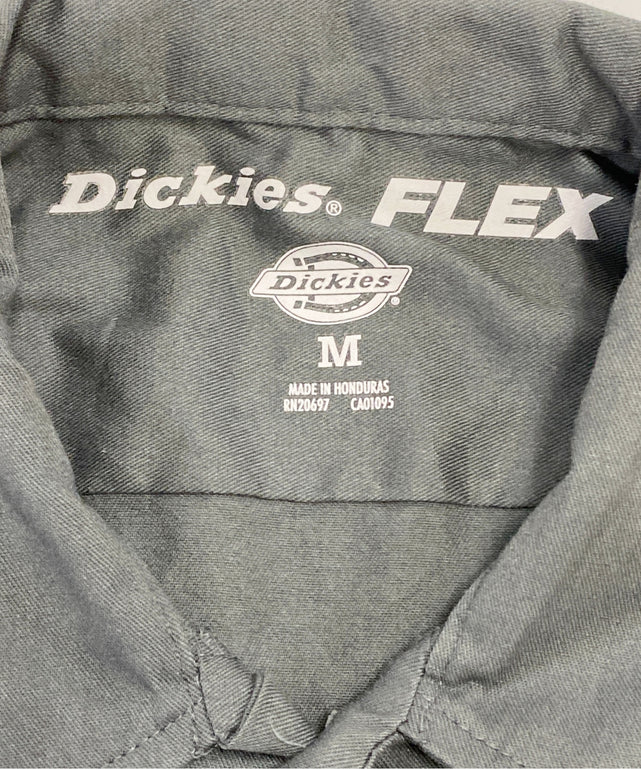 Dickies® FLEX
Dickies®
M
MADE IN HONDURAS
RN20697 CA01095